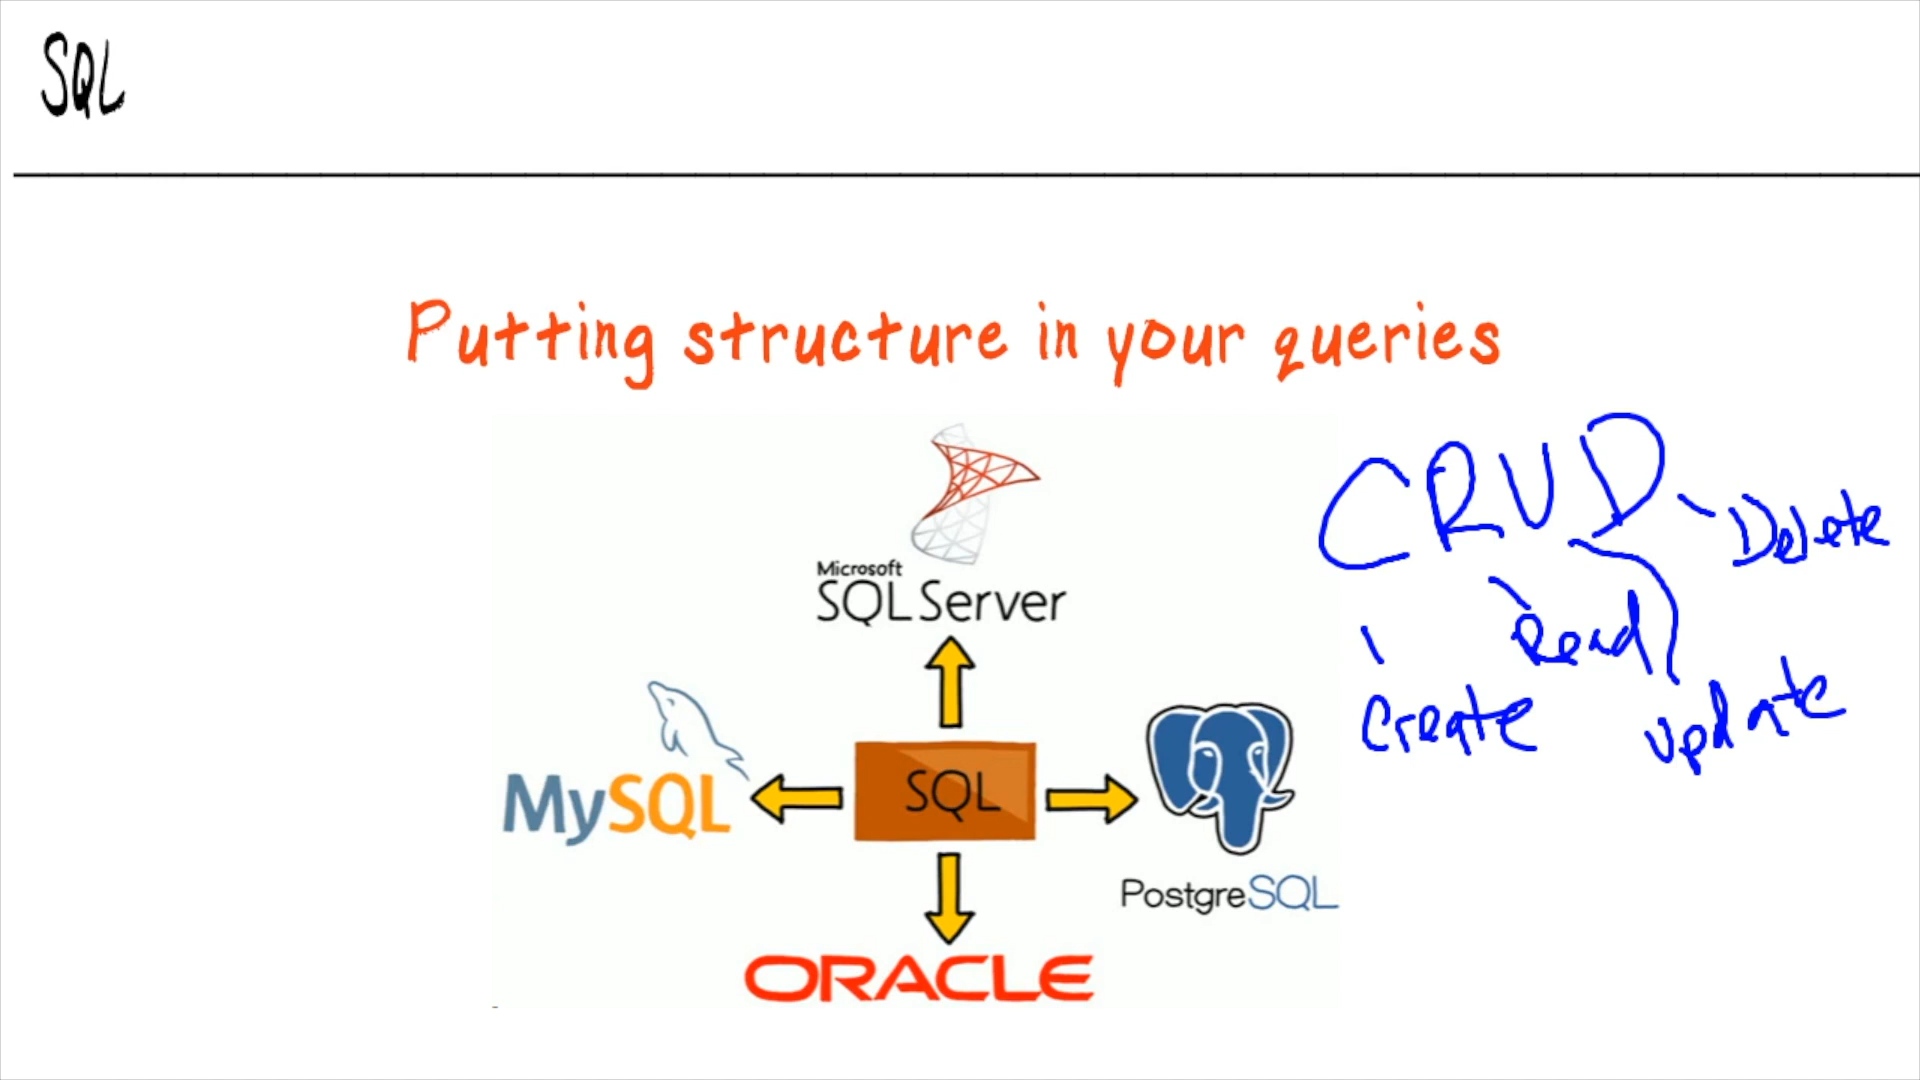 SQL
Putting structure in your queries
Microsoft
SQL Server
MySQL
SQL
PostgreSQL
ORACLE
CRUD
Delete
Read
Create
Update